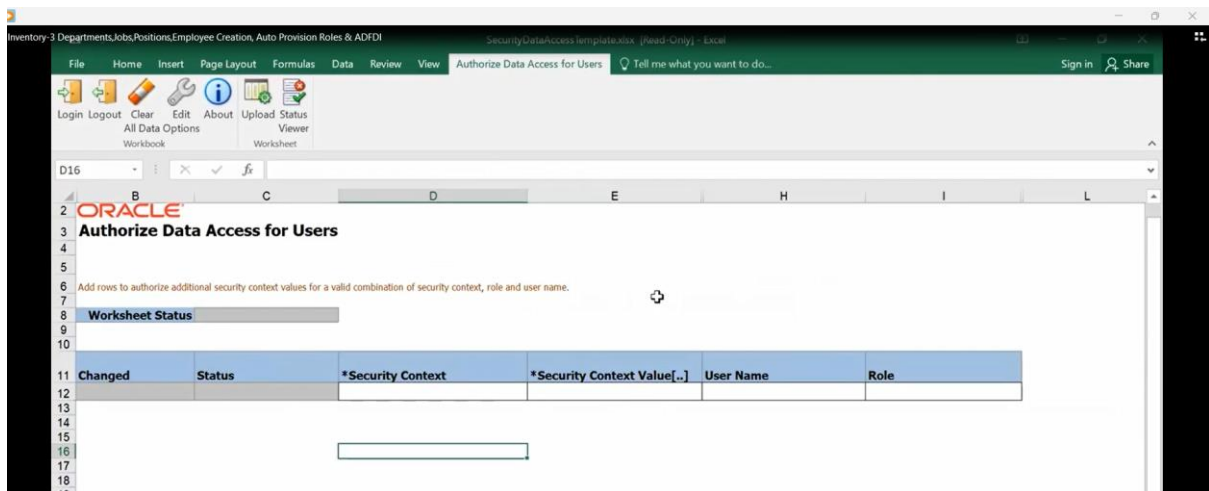 Inventory-3 Departments,Jobs,Positions,Employee Creation, Auto Provision Roles & ADFDI
SecurityDataAccessTemplate.xlsx [Read-Only] - Excel
File Home Insert Page Layout Formulas Data Review View Authorize Data Access for Users Tell me what you want to do... Sign in Share
Login Logout Clear All Data Edit Options About Upload Status Viewer
Workbook Worksheet
D16 fx
B C D E H I L
2 ORACLE
3 Authorize Data Access for Users
4
5
6 Add rows to authorize additional security context values for a valid combination of security context, role and user name.
7
8 Worksheet Status
9
10
11 Changed Status *Security Context *Security Context Value[..] User Name Role
12
13
14
15
16
17
18